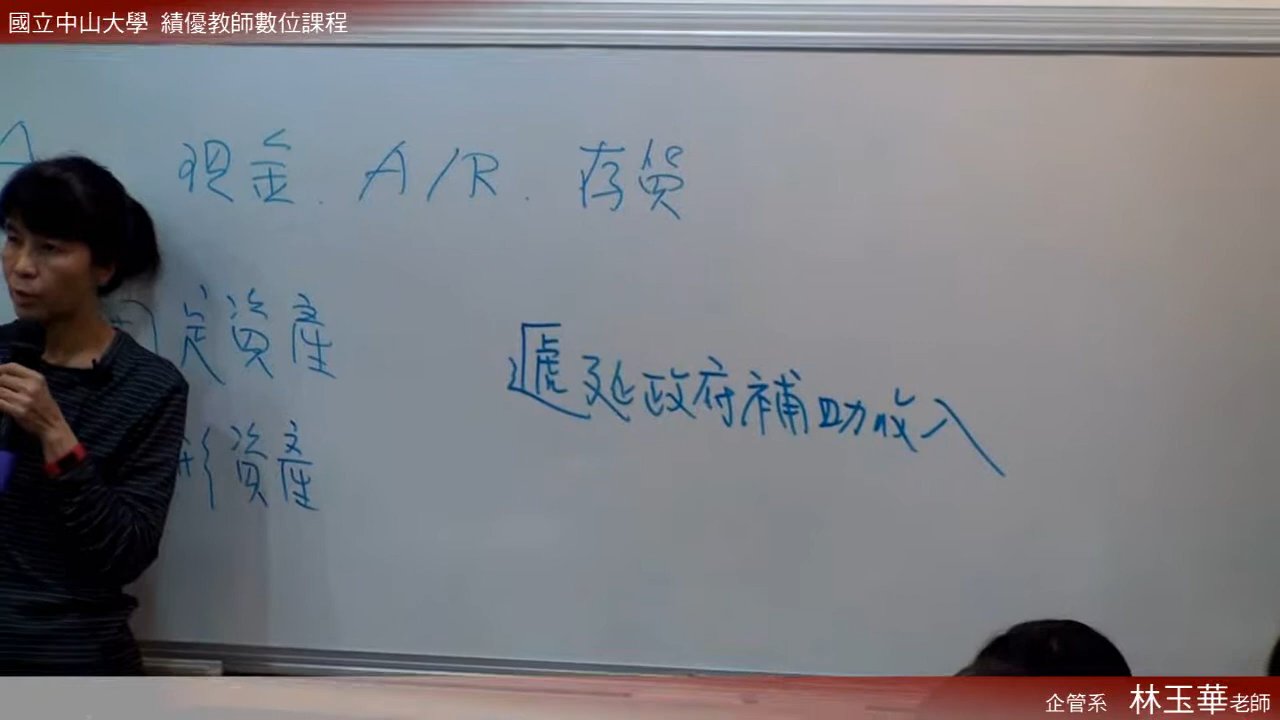 國立中山大學 績優教師數位課程
A 現金. A/R. 存貨
固定資產
遞延政府補助收入
形資產
企管系 林玉華老師